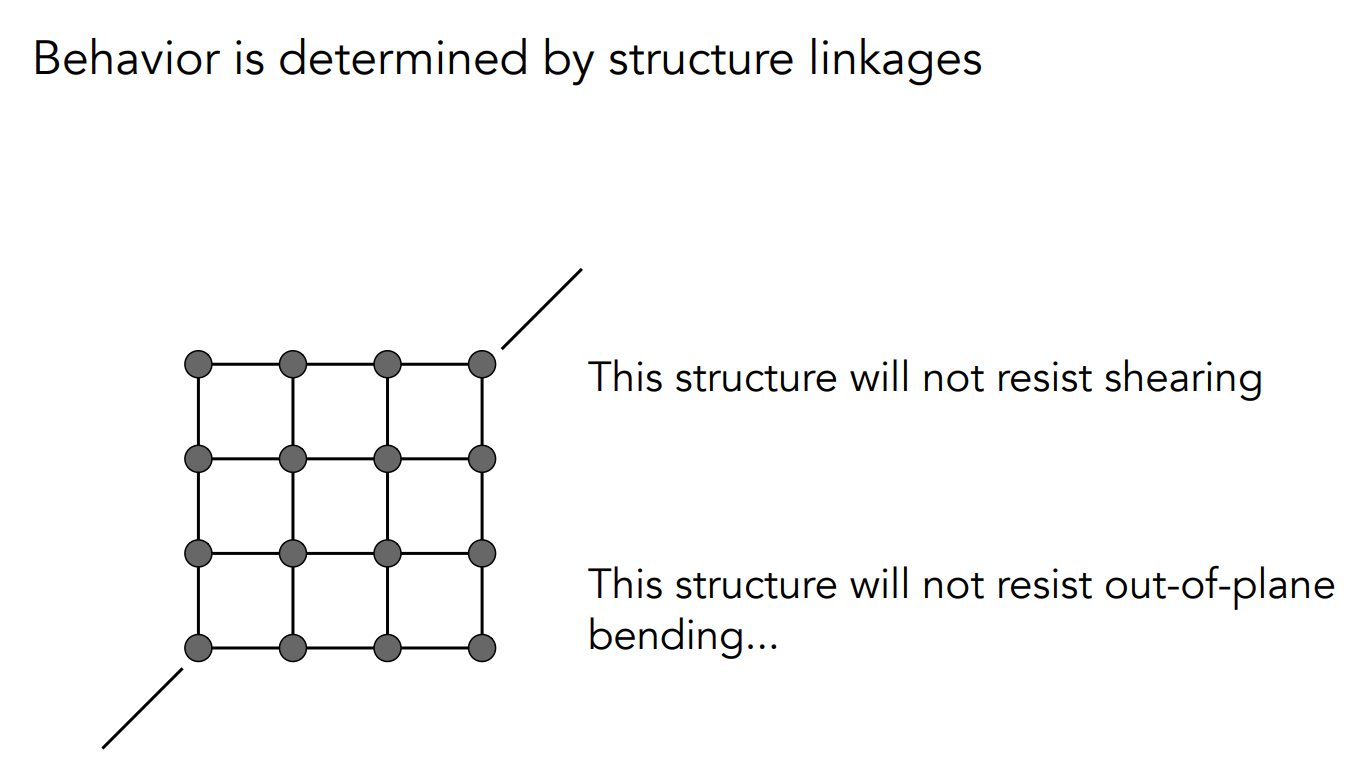 Behavior is determined by structure linkages
This structure will not resist shearing
This structure will not resist out-of-plane
bending...